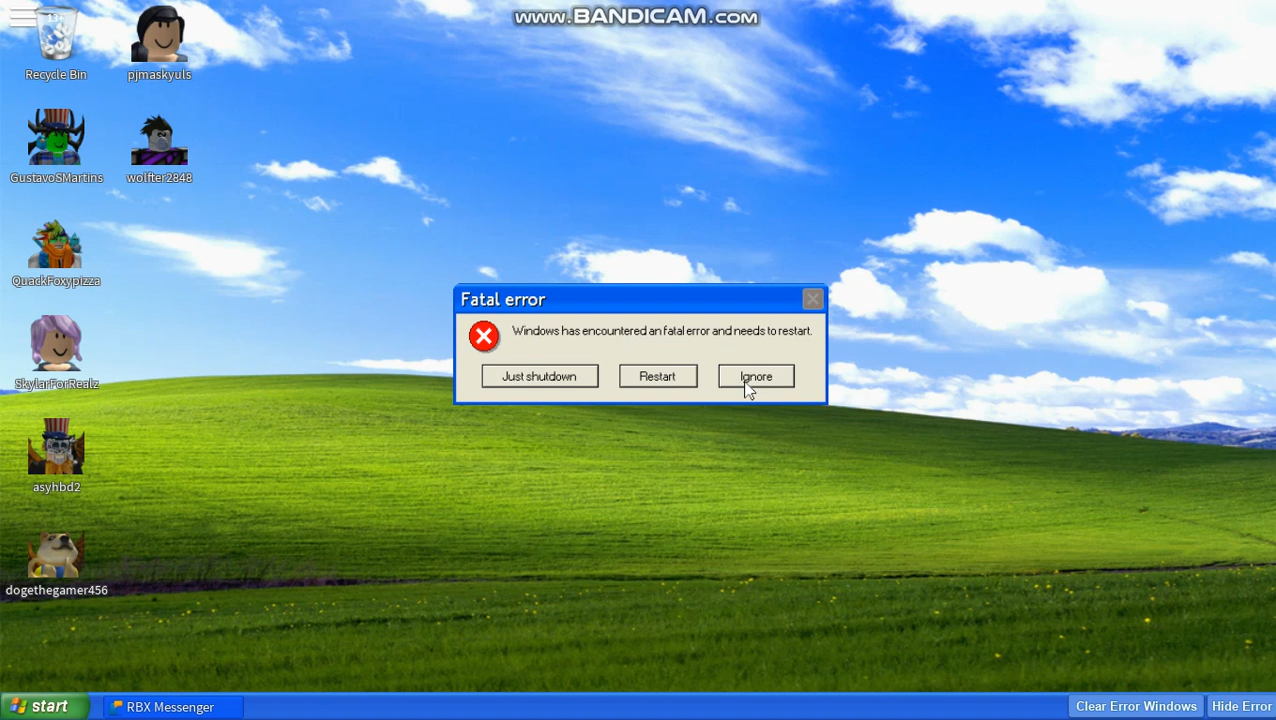 www.BANDICAM.com
13+
Recycle Bin
pjmaskyuls
GustavoSMartins
wolfter2848
QuackFoxypizza
SkylarForRealz
asyhbd2
dogethegamer456
Fatal error
Windows has encountered an fatal error and needs to restart.
Just shutdown
Restart
Ignore
start
RBX Messenger
Clear Error Windows
Hide Error